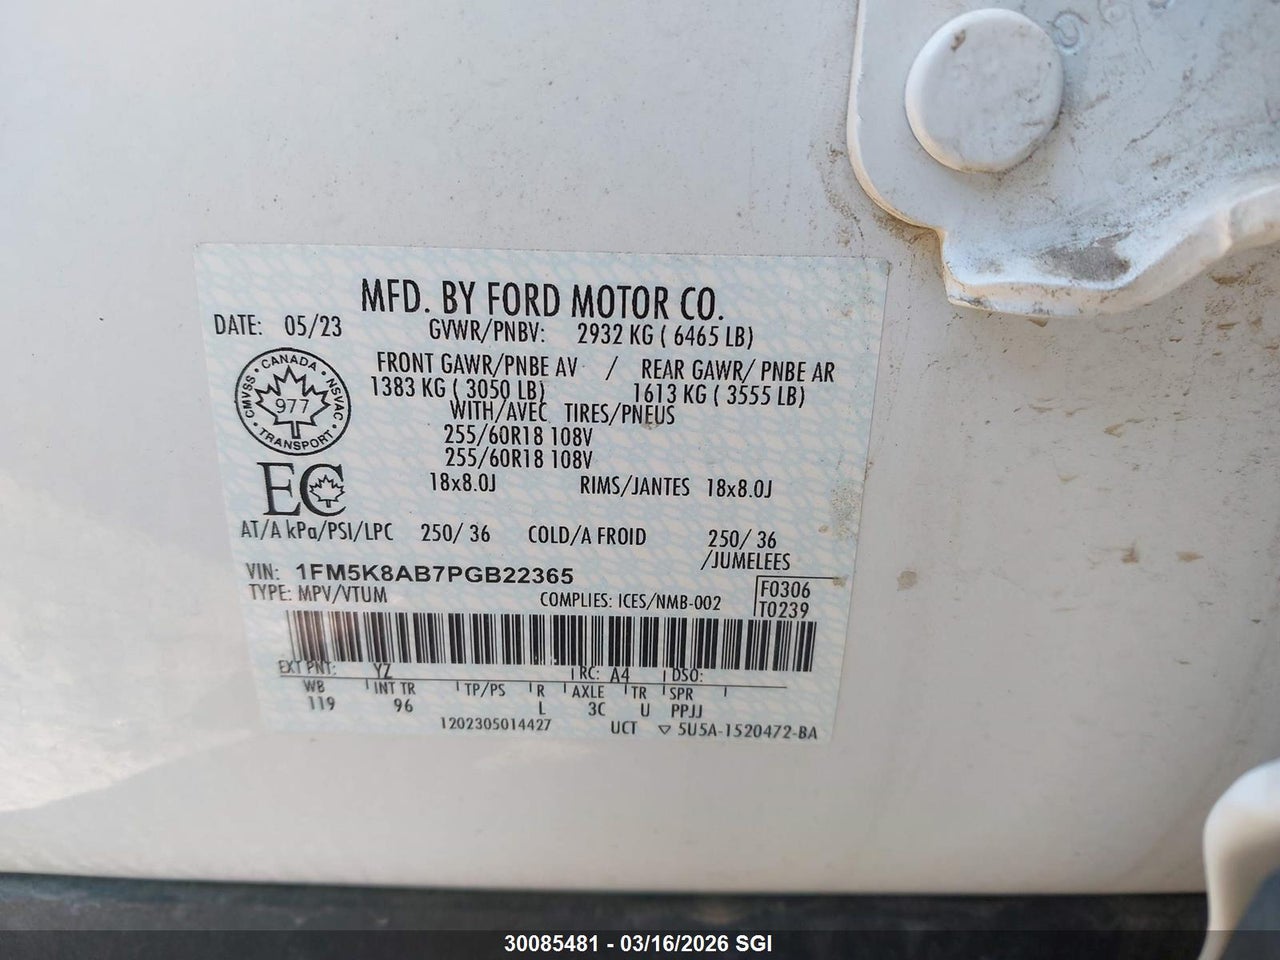 MFD. BY FORD MOTOR CO.
DATE: 05/23
GVWR/PNBV: 2932 KG ( 6465 LB)
FRONT GAWR/PNBE AV / REAR GAWR/ PNBE AR
1383 KG ( 3050 LB) 1613 KG ( 3555 LB)
WITH/AVEC TIRES/PNEUS
255/60R18 108V
255/60R18 108V
18x8.0J RIMS/JANTES 18x8.0J
CANADA
CMVSS 977 NSVAC
TRANSPORT
EC
AT/A kPa/PSI/LPC 250/ 36 COLD/A FROID 250/ 36
/JUMELEES
VIN: 1FM5K8AB7PGB22365
TYPE: MPV/VTUM COMPLIES: ICES/NMB-002
F0306
T0239
EXT PNT: YZ RC: A4 DSO:
WB INT TR TP/PS R AXLE TR SPR
119 96 L 3C U PPJJ
1202305014427 UCT ▽ 5U5A-1520472-BA
30085481 - 03/16/2026 SGI